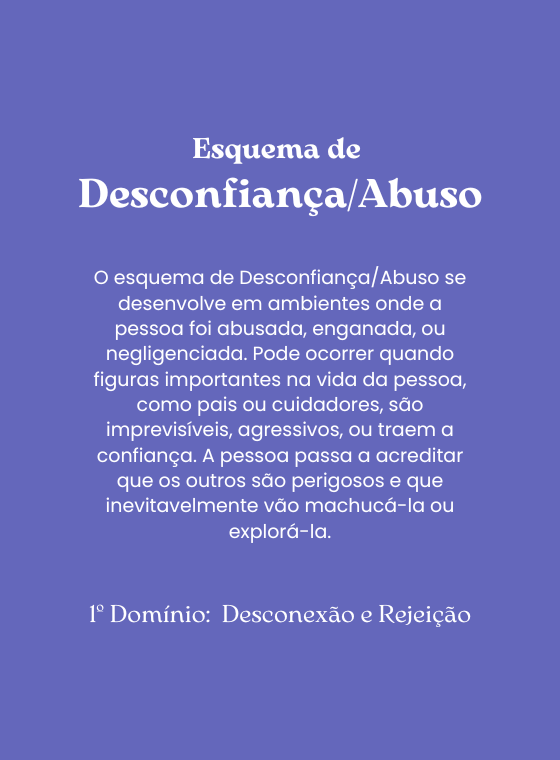 Esquema de
Desconfiança/Abuso
O esquema de Desconfiança/Abuso se
desenvolve em ambientes onde a
pessoa foi abusada, enganada, ou
negligenciada. Pode ocorrer quando
figuras importantes na vida da pessoa,
como pais ou cuidadores, são
imprevisíveis, agressivos, ou traem a
confiança. A pessoa passa a acreditar
que os outros são perigosos e que
inevitavelmente vão machucá-la ou
explorá-la.
1º Domínio: Desconexão e Rejeição